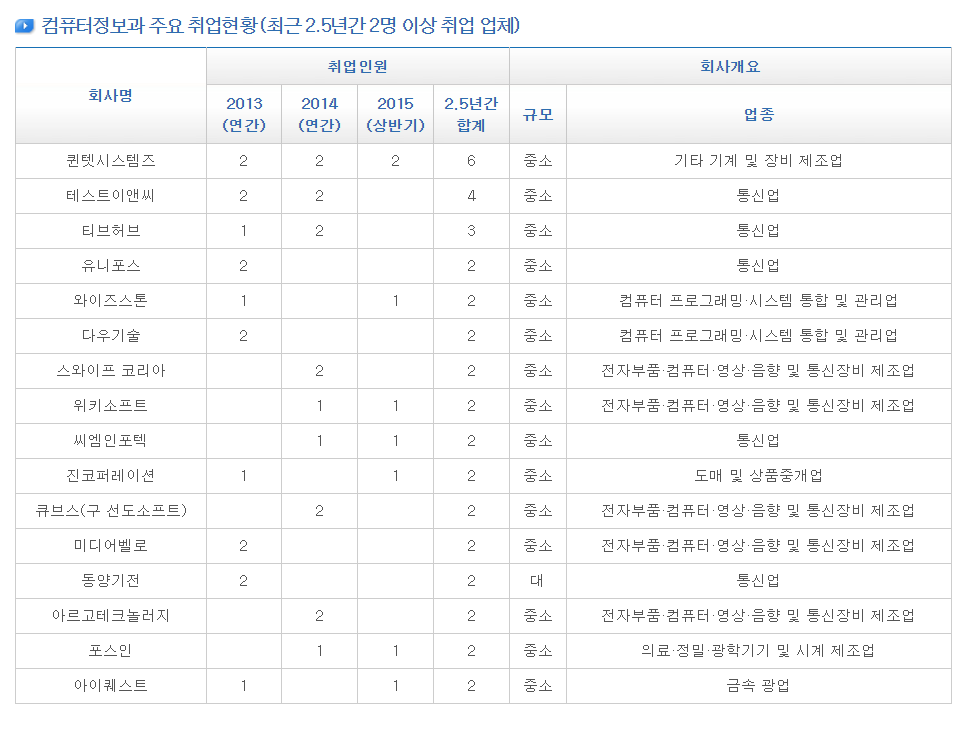 컴퓨터정보과 주요 취업현황(최근 2.5년간 2명 이상 취업 업체)
회사명 취업인원 회사개요
2013 (연간) 2014 (연간) 2015 (상반기) 2.5년간 합계 규모 업종
퀸텟시스템즈 2 2 2 6 중소 기타 기계 및 장비 제조업
테스트이앤씨 2 2 4 중소 통신업
티브허브 1 2 3 중소 통신업
유니포스 2 2 중소 통신업
와이즈스톤 1 1 2 중소 컴퓨터 프로그래밍·시스템 통합 및 관리업
다우기술 2 2 중소 컴퓨터 프로그래밍·시스템 통합 및 관리업
스와이프 코리아 2 2 중소 전자부품·컴퓨터·영상·음향 및 통신장비 제조업
위키소프트 1 1 2 중소 전자부품·컴퓨터·영상·음향 및 통신장비 제조업
씨엠인포텍 1 1 2 중소 통신업
진코퍼레이션 1 1 2 중소 도매 및 상품중개업
큐브스(구 선도소프트) 2 2 중소 전자부품·컴퓨터·영상·음향 및 통신장비 제조업
미디어벨로 2 2 중소 전자부품·컴퓨터·영상·음향 및 통신장비 제조업
동양기전 2 2 대 통신업
아르고테크놀러지 2 2 중소 전자부품·컴퓨터·영상·음향 및 통신장비 제조업
포스인 1 1 2 중소 의료·정밀·광학기기 및 시계 제조업
아이퀘스트 1 1 2 중소 금속 광업